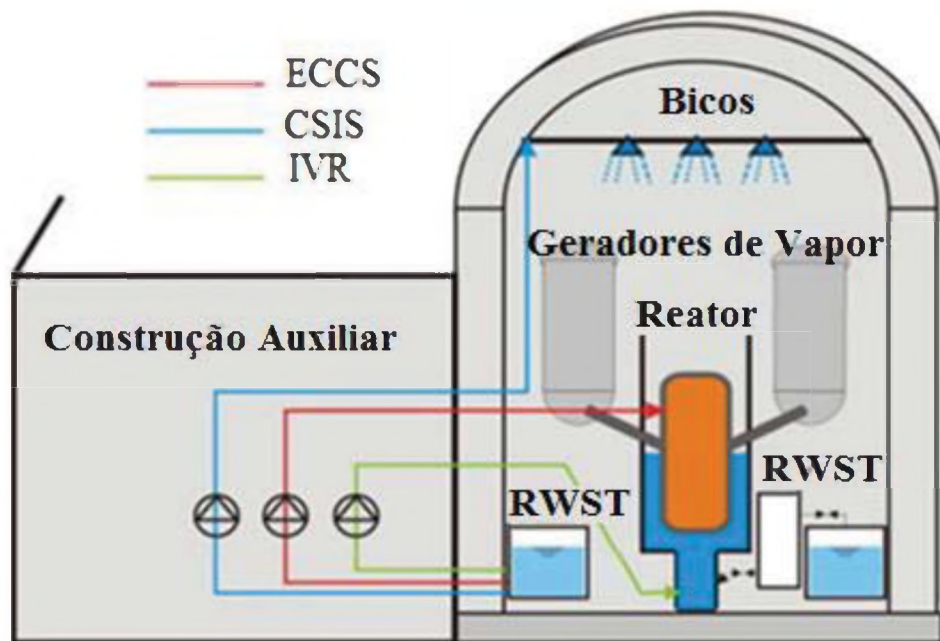 ECCS
CSIS
IVR
Bicos
Geradores de Vapor
Reator
Construção Auxiliar
RWST
RWST